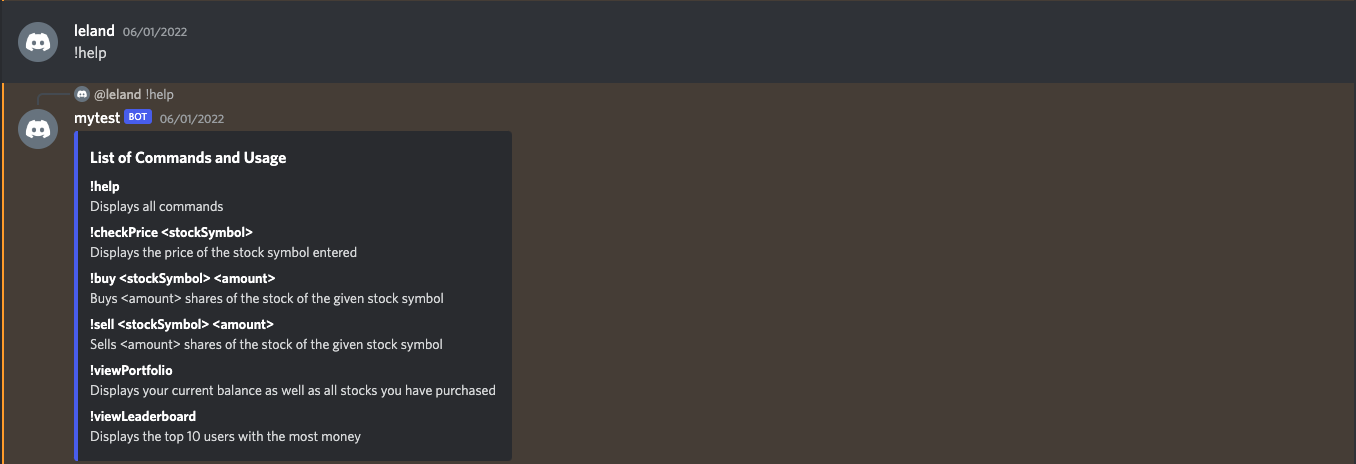 leland 06/01/2022
!help
@leland !help
mytest BOT 06/01/2022
List of Commands and Usage
!help
Displays all commands
!checkPrice <stockSymbol>
Displays the price of the stock symbol entered
!buy <stockSymbol> <amount>
Buys <amount> shares of the stock of the given stock symbol
!sell <stockSymbol> <amount>
Sells <amount> shares of the stock of the given stock symbol
!viewPortfolio
Displays your current balance as well as all stocks you have purchased
!viewLeaderboard
Displays the top 10 users with the most money